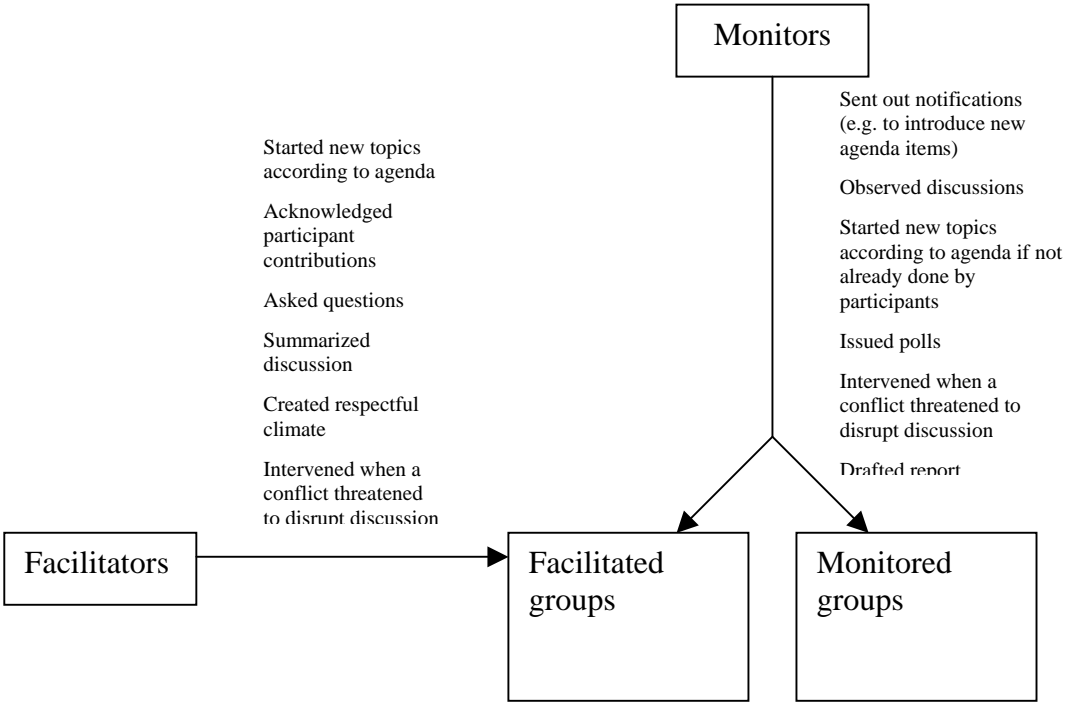 Monitors
Sent out notifications
(e.g. to introduce new
agenda items)
Observed discussions
Started new topics
according to agenda if not
already done by
participants
Issued polls
Intervened when a
conflict threatened to
disrupt discussion
Drafted report
Started new topics
according to agenda
Acknowledged
participant
contributions
Asked questions
Summarized
discussion
Created respectful
climate
Intervened when a
conflict threatened
to disrupt discussion
Facilitators
Facilitated
groups
Monitored
groups